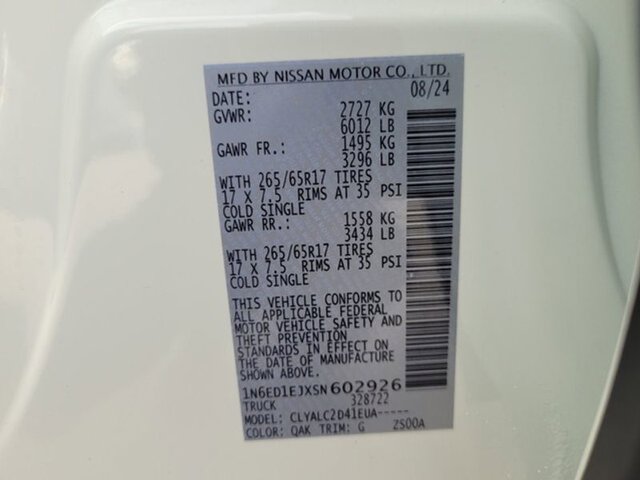 MFD BY NISSAN MOTOR CO., LTD.
DATE: 08/24
GVWR: 2727 KG
6012 LB
GAWR FR.: 1495 KG
3296 LB
WITH 265/65R17 TIRES
17 X 7.5 RIMS AT 35 PSI
COLD SINGLE
GAWR RR.: 1558 KG
3434 LB
WITH 265/65R17 TIRES
17 X 7.5 RIMS AT 35 PSI
COLD SINGLE
THIS VEHICLE CONFORMS TO
ALL APPLICABLE FEDERAL
MOTOR VEHICLE SAFETY AND
THEFT PREVENTION
STANDARDS IN EFFECT ON
THE DATE OF MANUFACTURE
SHOWN ABOVE.
1N6ED1EJXSN602926
TRUCK 328722
MODEL: CLYALC2D41EUA-----
COLOR: QAK TRIM: G ZS00A